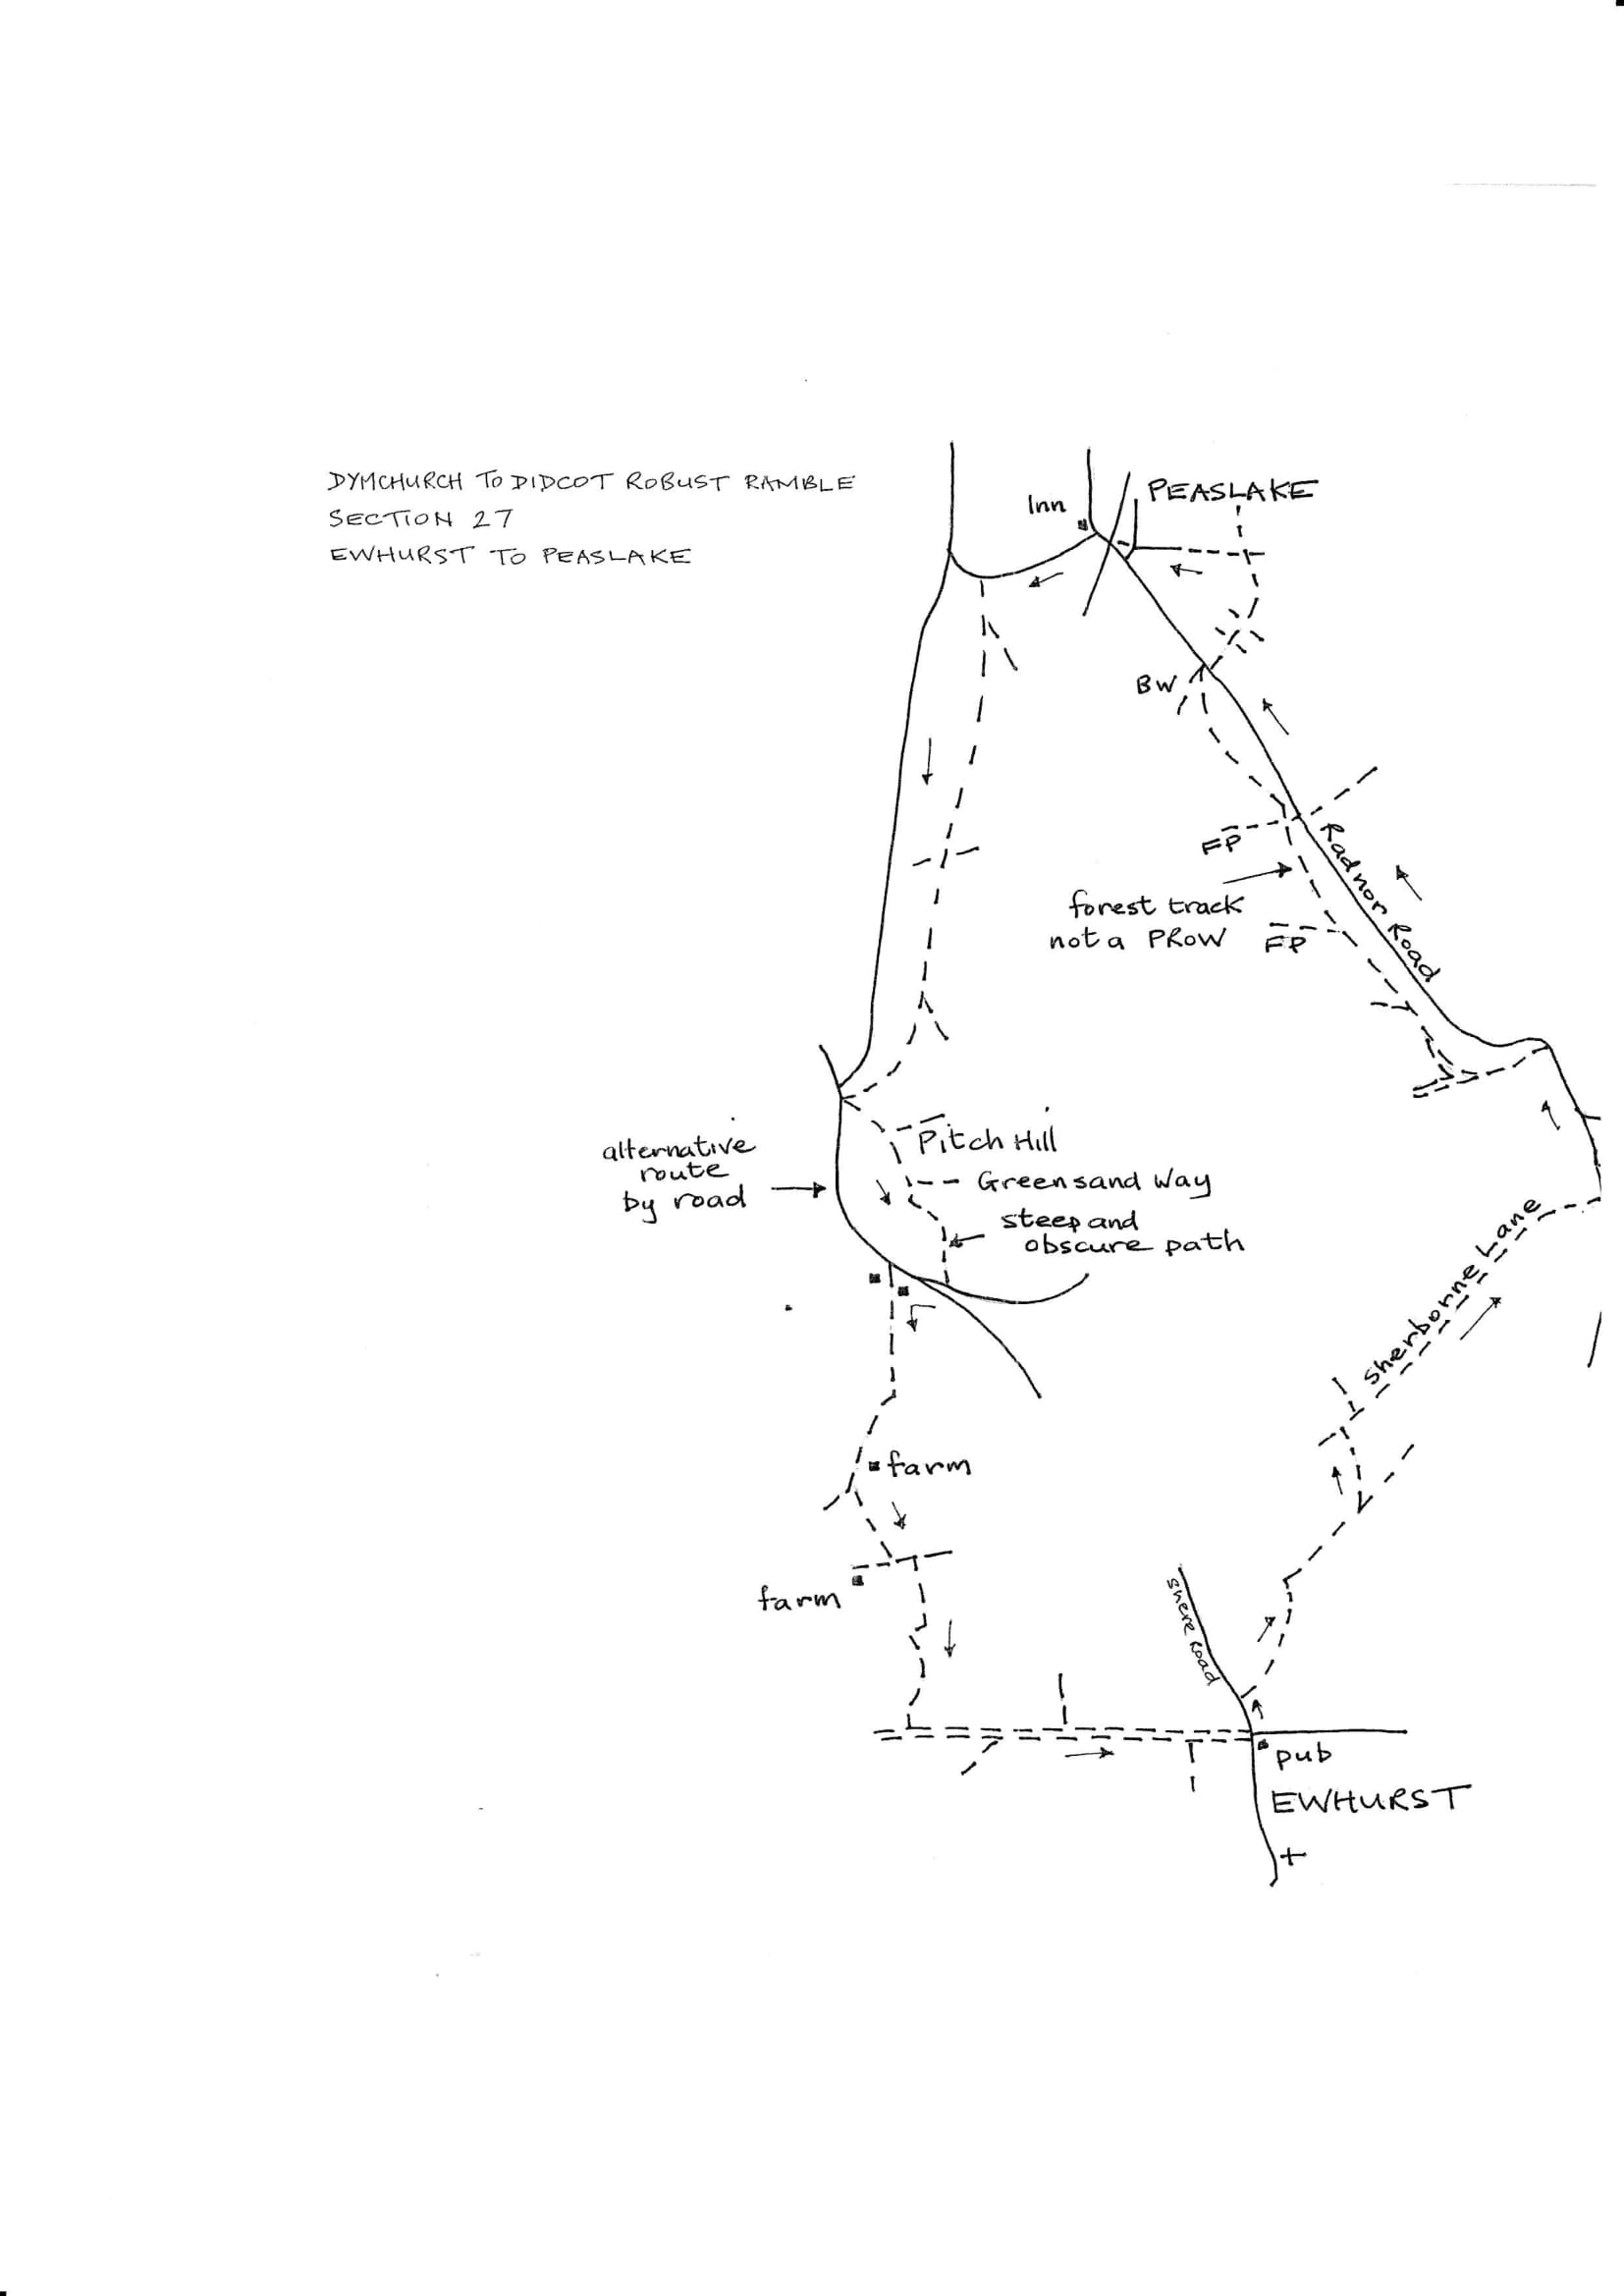 DYMCHURCH TO DIDCOT ROBUST RAMBLE
SECTION 27
EWHURST TO PEASLAKE
Inn
PEASLAKE
BW
FP
Radnor Road
forest track
not a PROW
FP
Pitch Hill
alternative
route
by road
Greensand Way
steep and
obscure path
Sherborne Lane
farm
farm
Shere Road
pub
EWHURST